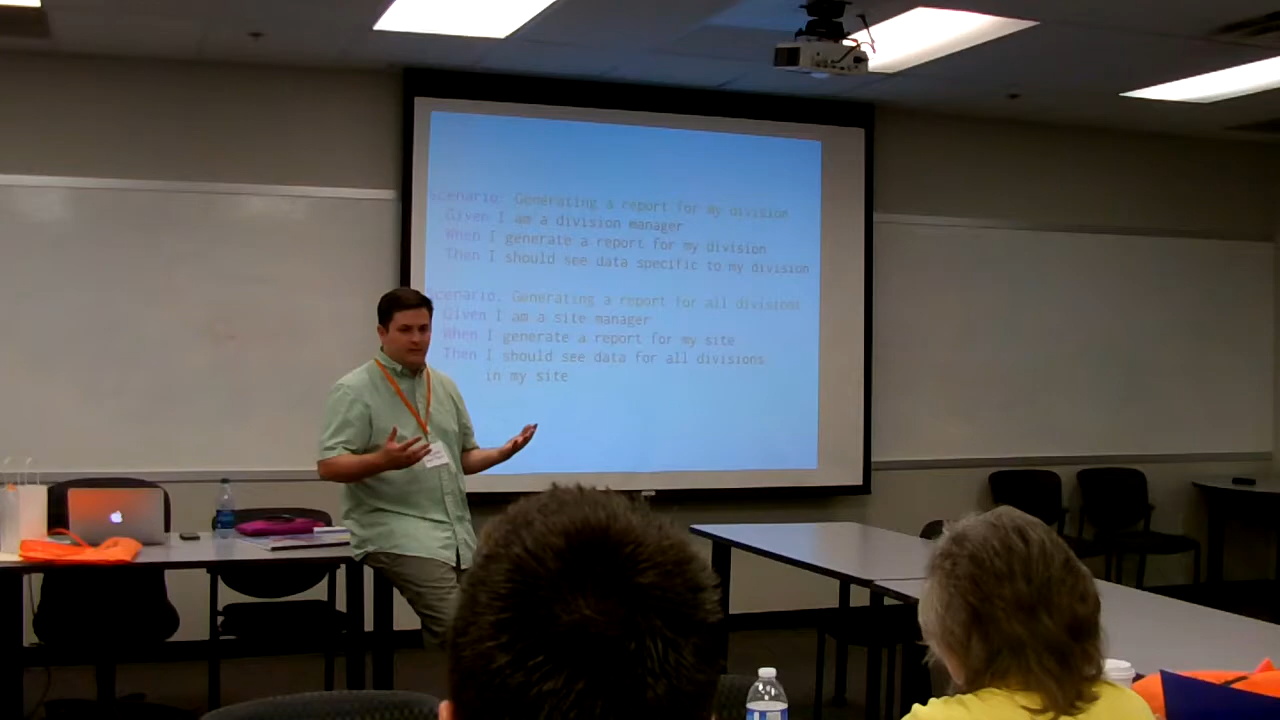 Scenario: Generating a report for my division
Given I am a division manager
When I generate a report for my division
Then I should see data specific to my division
Scenario: Generating a report for all divisions
Given I am a site manager
When I generate a report for my site
Then I should see data for all divisions
in my site